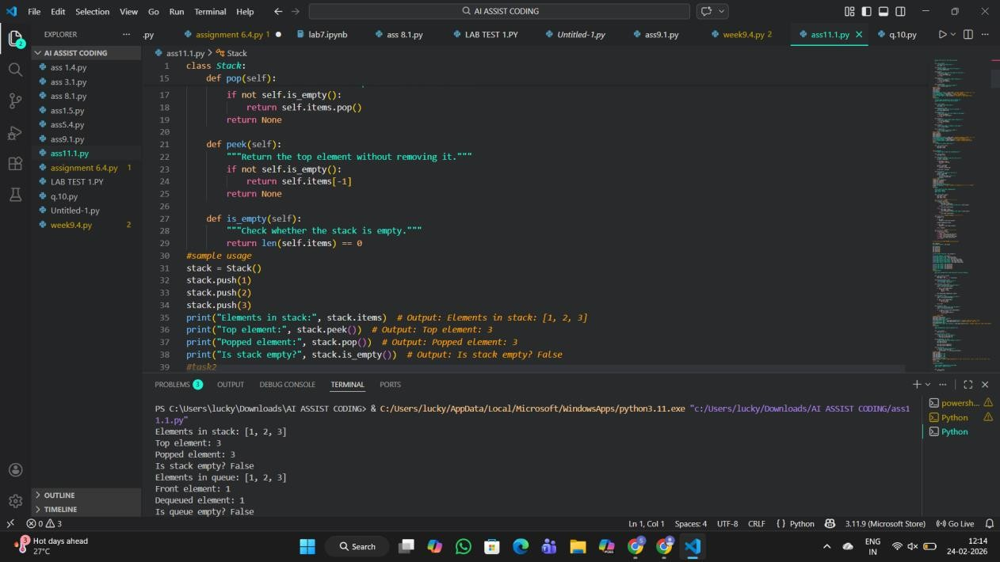 File Edit Selection View Go Run Terminal Help
AI ASSIST CODING
EXPLORER
.py
assignment 6.4.py 1
lab7.ipynb
ass 8.1.py
LAB TEST 1.PY
Untitled-1.py
ass9.1.py
week9.4.py 2
ass11.1.py
q.10.py
AI ASSIST CODING
ass 1.4.py
ass 3.1.py
ass 8.1.py
ass1.5.py
ass5.4.py
ass9.1.py
ass11.1.py
assignment 6.4.py 1
LAB TEST 1.PY
q.10.py
Untitled-1.py
week9.4.py 2
OUTLINE
TIMELINE
ass11.1.py > Stack
1 class Stack:
15 def pop(self):
17 if not self.is_empty():
18 return self.items.pop()
19 return None
20
21 def peek(self):
22 """Return the top element without removing it."""
23 if not self.is_empty():
24 return self.items[-1]
25 return None
26
27 def is_empty(self):
28 """Check whether the stack is empty."""
29 return len(self.items) == 0
30 #sample usage
31 stack = Stack()
32 stack.push(1)
33 stack.push(2)
34 stack.push(3)
35 print("Elements in stack:", stack.items) # Output: Elements in stack: [1, 2, 3]
36 print("Top element:", stack.peek()) # Output: Top element: 3
37 print("Popped element:", stack.pop()) # Output: Popped element: 3
38 print("Is stack empty?", stack.is_empty()) # Output: Is stack empty? False
39 #task2
PROBLEMS 3 OUTPUT DEBUG CONSOLE TERMINAL PORTS
PS C:\Users\lucky\Downloads\AI ASSIST CODING> & C:/Users/lucky/AppData/Local/Microsoft/WindowsApps/python3.11.exe "c:/Users/lucky/Downloads/AI ASSIST CODING/ass1
1.1.py"
Elements in stack: [1, 2, 3]
Top element: 3
Popped element: 3
Is stack empty? False
Elements in queue: [1, 2, 3]
Front element: 1
Dequeued element: 1
Is queue empty? False
powersh...
Python
Python
0 3
Ln 1, Col 1 Spaces: 4 UTF-8 CRLF { } Python 3.11.9 (Microsoft Store) Go Live
3
Hot days ahead
27°C
Search
ENG
IN
12:14
24-02-2026